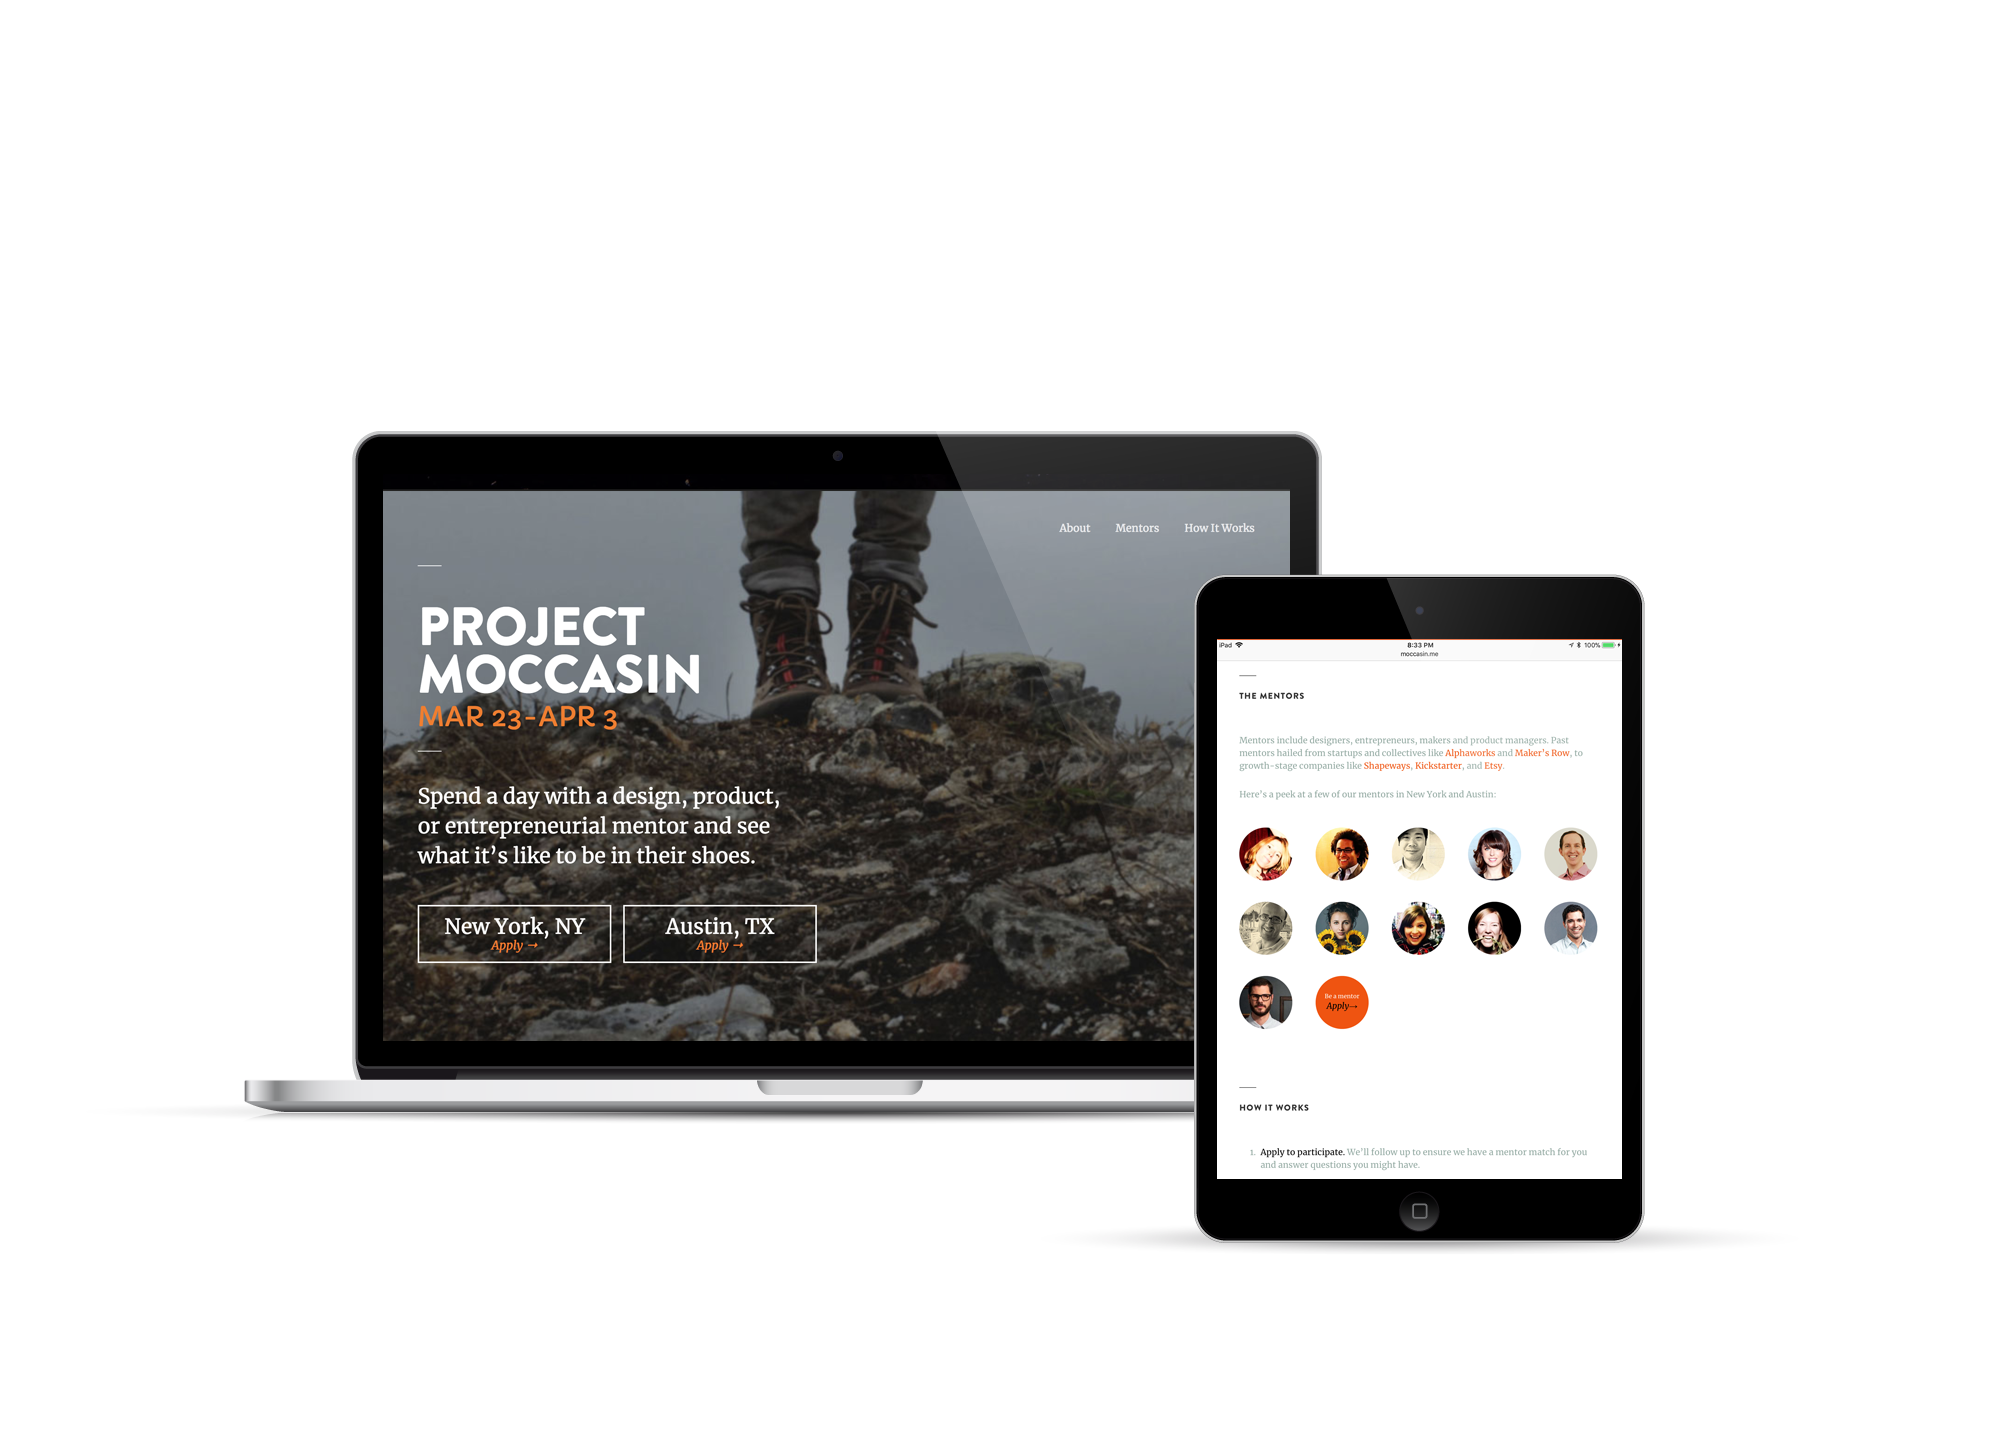 About Mentors How It Works
PROJECT
MOCCASIN
MAR 23-APR 3
Spend a day with a design, product,
or entrepreneurial mentor and see
what it’s like to be in their shoes.
New York, NY
Apply →
Austin, TX
Apply →
iPad 8:33 PM 100%
moccasin.me
THE MENTORS
Mentors include designers, entrepreneurs, makers and product managers. Past
mentors hailed from startups and collectives like Alphaworks and Maker's Row, to
growth-stage companies like Shapeways, Kickstarter, and Etsy.
Here's a peek at a few of our mentors in New York and Austin:
Be a mentor
Apply→
HOW IT WORKS
1. Apply to participate. We'll follow up to ensure we have a mentor match for you
and answer questions you might have.